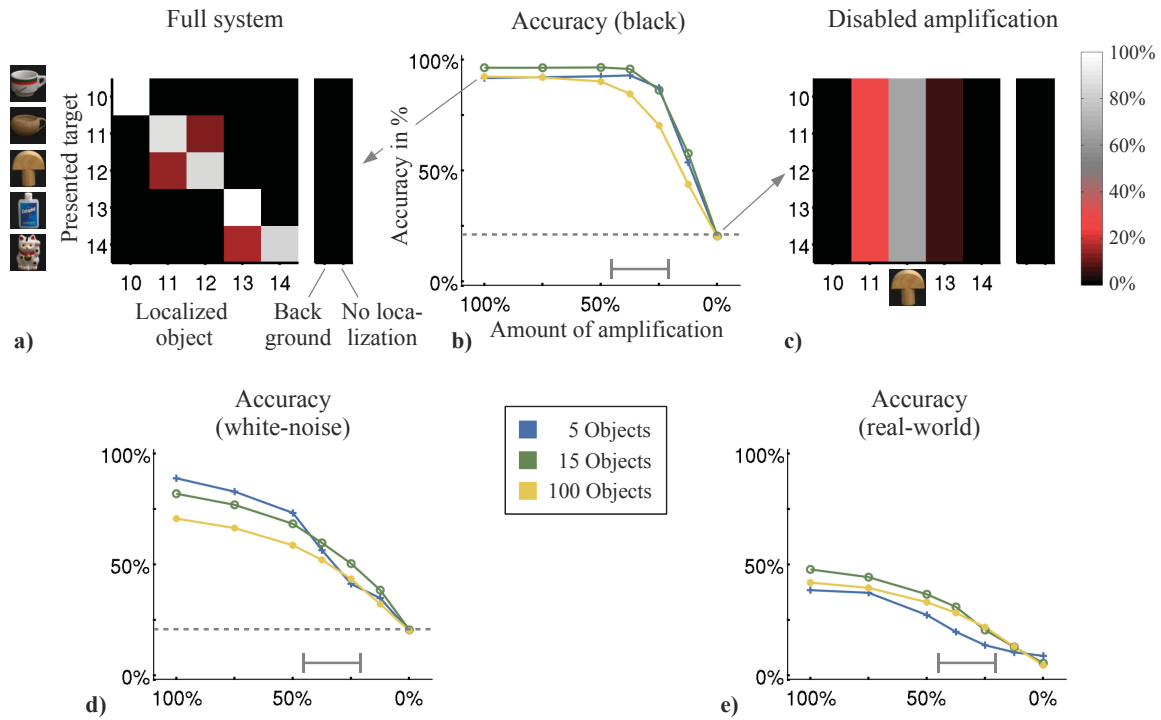 Full system
Presented target
10
11
12
13
14
10 11 12 13 14
Localized
object
Back
ground
No loca-
lization
a)
Accuracy (black)
Accuracy in %
100%
50%
0%
100% 50% 0%
Amount of amplification
b)
Disabled amplification
10
11
12
13
14
10 11 12 13 14
c)
100%
80%
60%
40%
20%
0%
Accuracy
(white-noise)
100%
50%
0%
100% 50% 0%
d)
5 Objects
15 Objects
100 Objects
Accuracy
(real-world)
100%
50%
0%
100% 50% 0%
e)